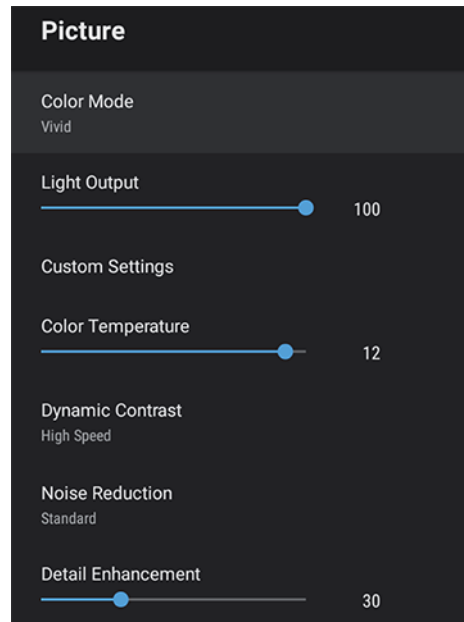 Picture
Color Mode
Vivid
Light Output
100
Custom Settings
Color Temperature
12
Dynamic Contrast
High Speed
Noise Reduction
Standard
Detail Enhancement
30